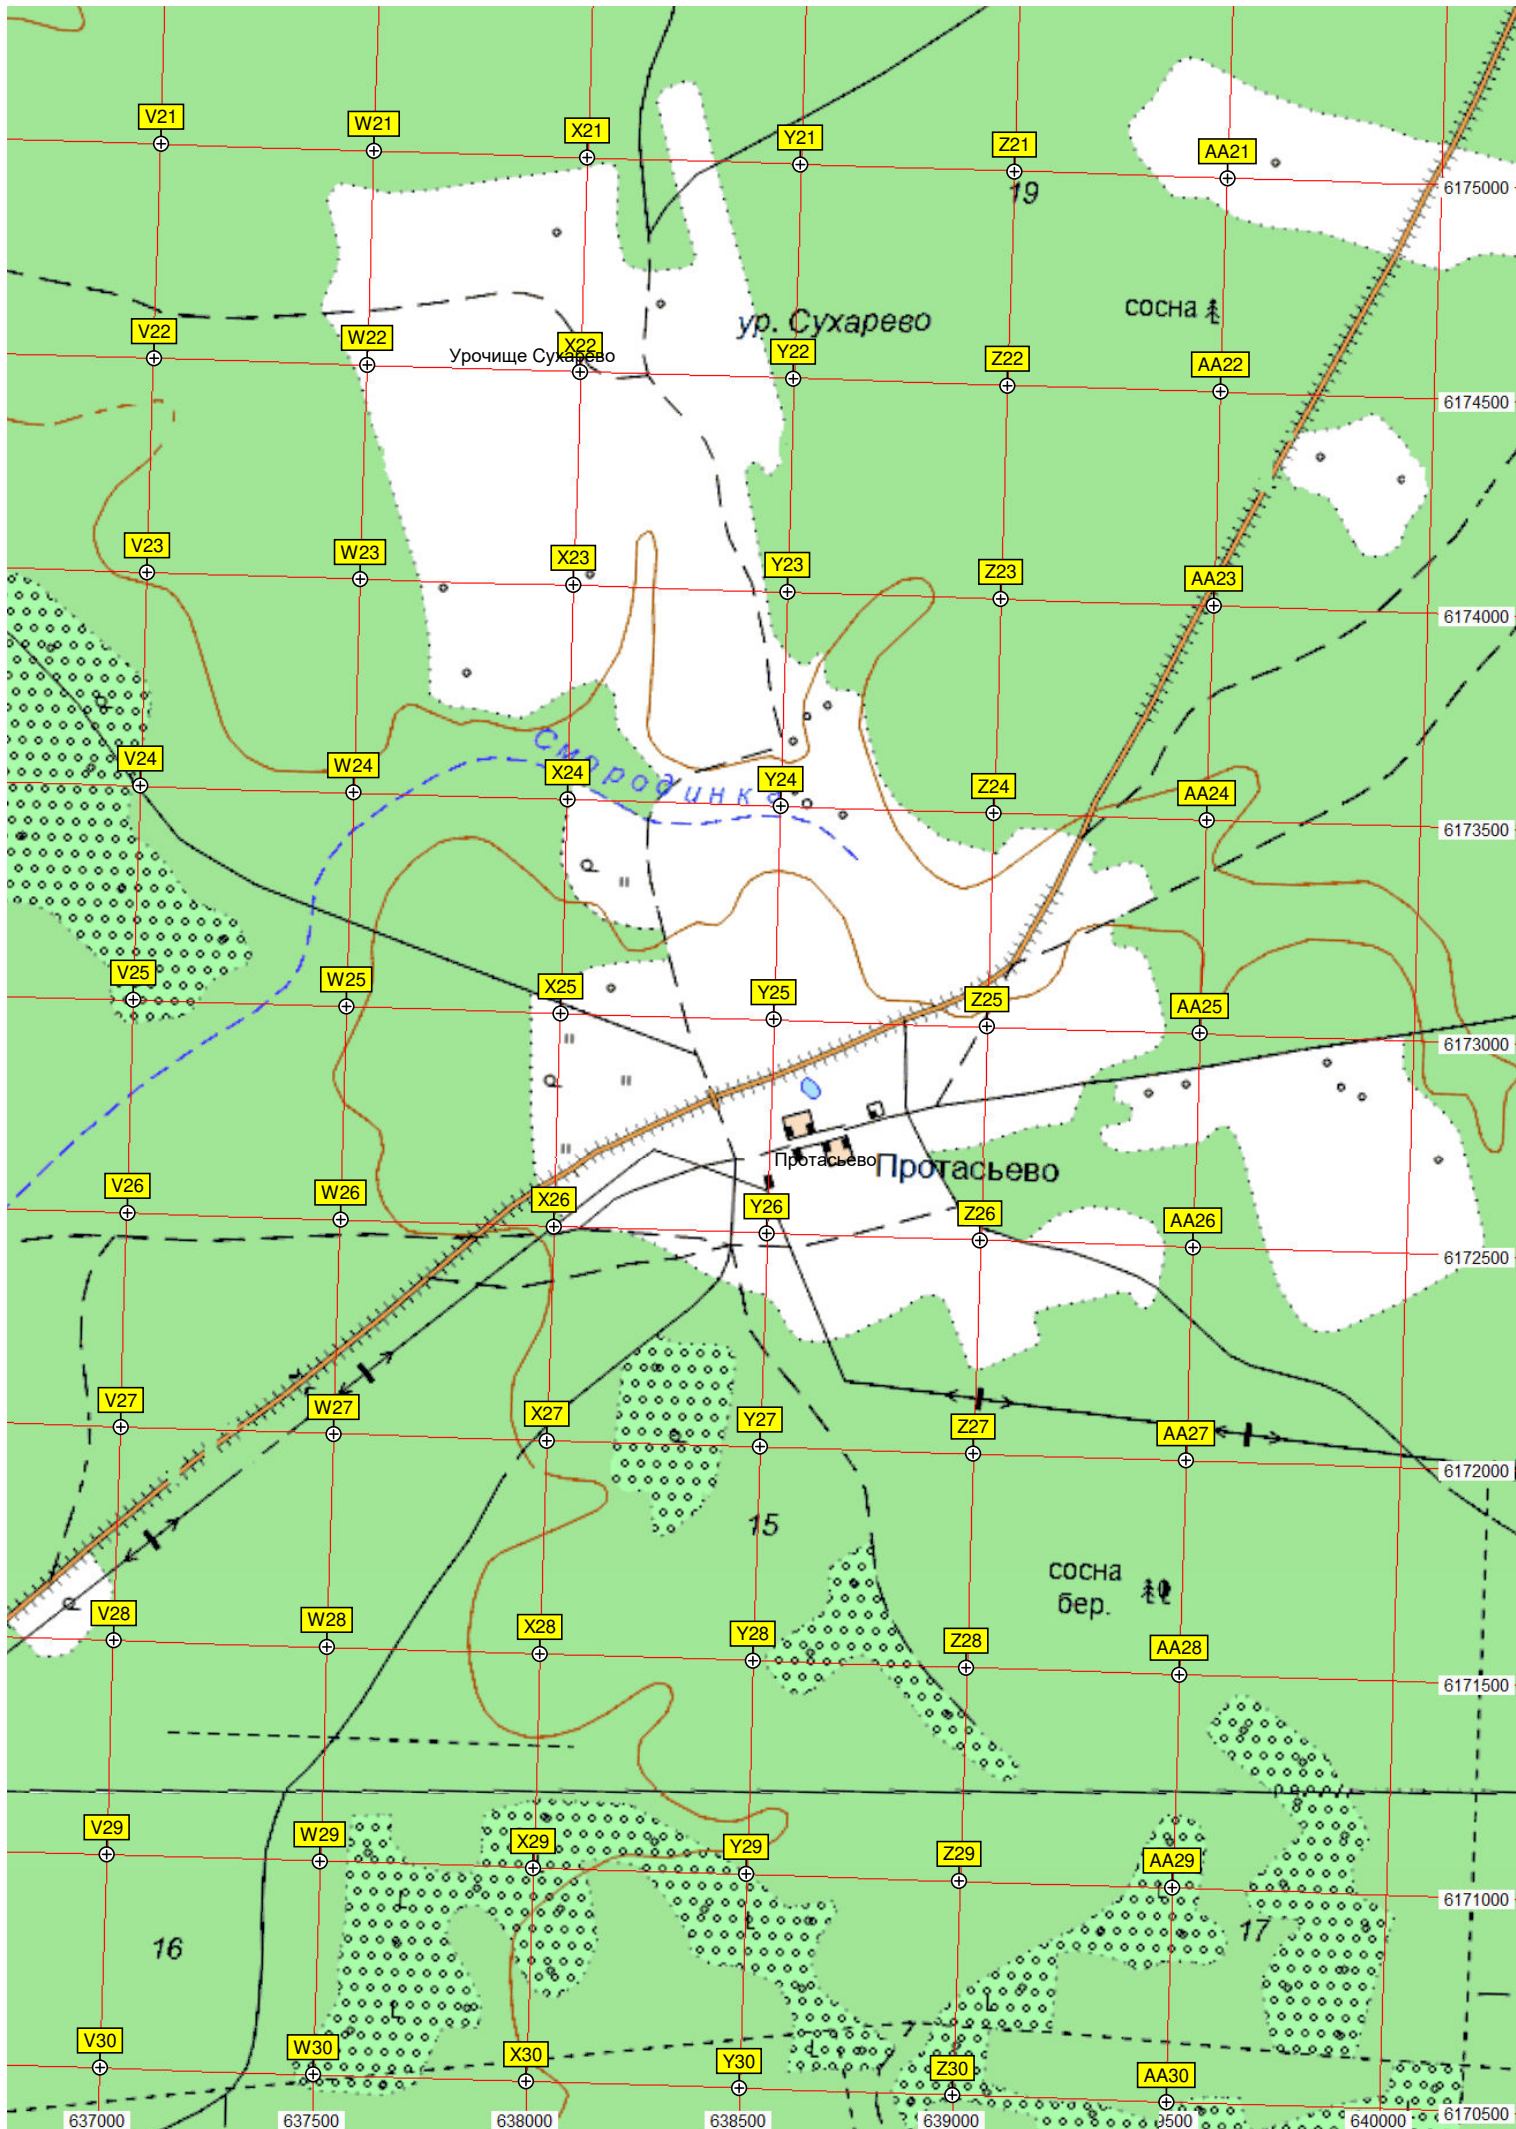 V21 W21 X21 Y21 Z21 AA21
6175000
19
сосна
ур. Сухарево
V22 W22 X22 Y22 Z22 AA22
Урочище Сухарево
6174500
V23 W23 X23 Y23 Z23 AA23
6174000
Смородинка
V24 W24 X24 Y24 Z24 AA24
6173500
V25 W25 X25 Y25 Z25 AA25
6173000
Протасьево
Протасьево
V26 W26 X26 Y26 Z26 AA26
6172500
V27 W27 X27 Y27 Z27 AA27
6172000
15
сосна
бер.
V28 W28 X28 Y28 Z28 AA28
6171500
V29 W29 X29 Y29 Z29 AA29
6171000
16
17
V30 W30 X30 Y30 Z30 AA30
6170500
637000 637500 638000 638500 639000 9500 640000